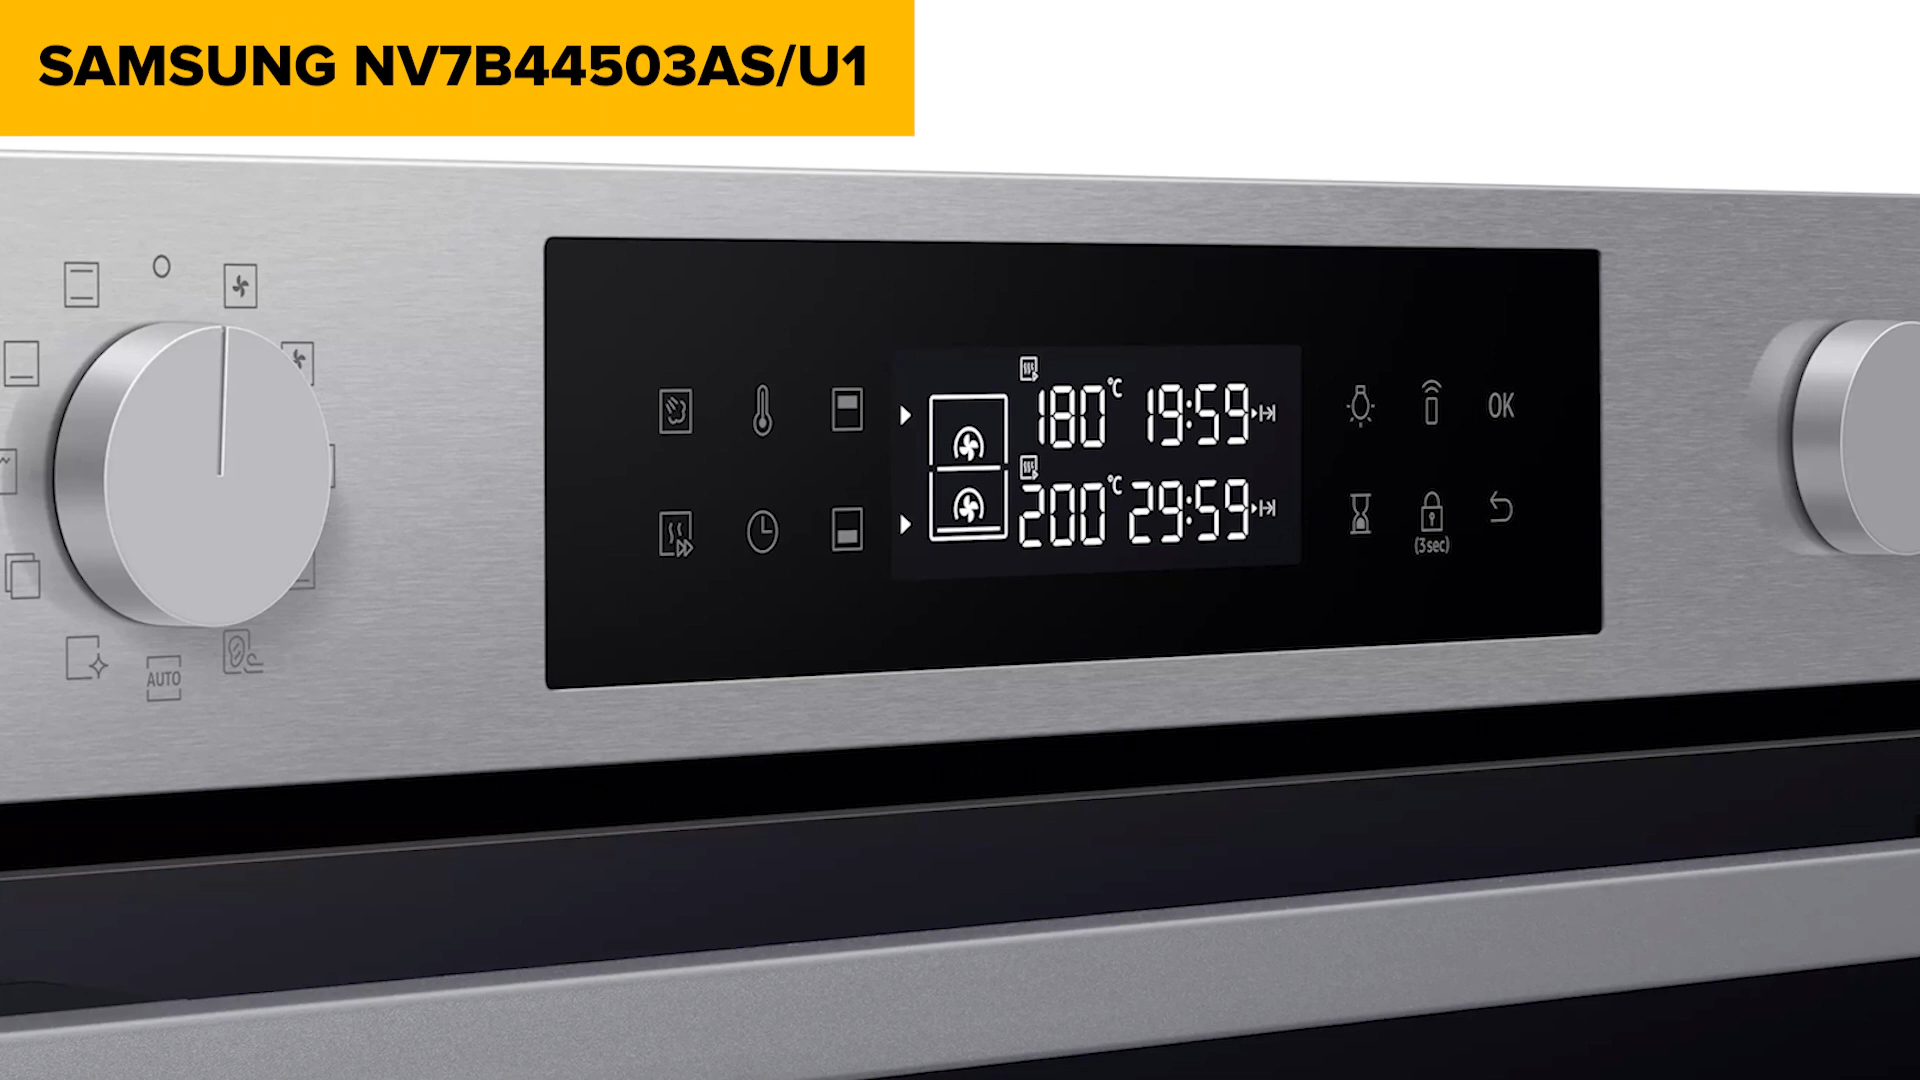 SAMSUNG NV7B44503AS/U1
180°C 19:59
200°C 29:59
OK
(3sec)
AUTO